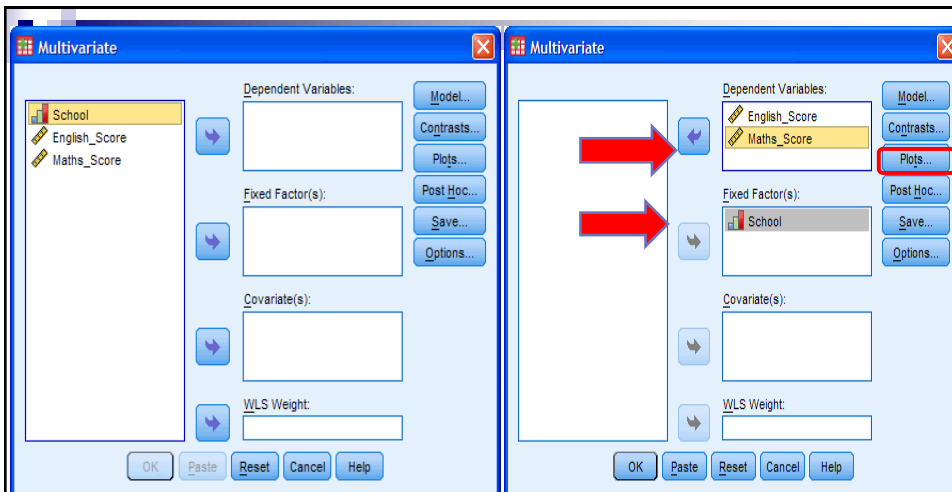 Multivariate
School
English_Score
Maths_Score
Dependent Variables:
Fixed Factor(s):
Covariate(s):
WLS Weight:
Model...
Contrasts...
Plots...
Post Hoc...
Save...
Options...
OK
Paste
Reset
Cancel
Help
Multivariate
Dependent Variables:
English_Score
Maths_Score
Fixed Factor(s):
School
Covariate(s):
WLS Weight:
Model...
Contrasts...
Plots...
Post Hoc...
Save...
Options...
OK
Paste
Reset
Cancel
Help